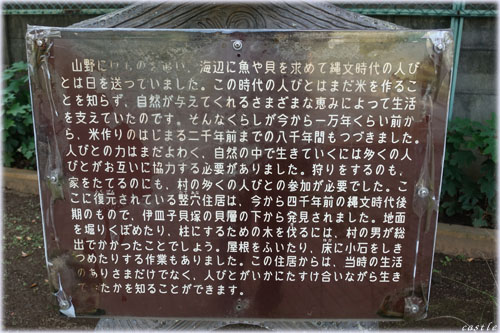 山野にけものを追い、海辺に魚や貝を求めて縄文時代の人び
とは日を送っていました。この時代の人びとはまだ米を作るこ
とを知らず、自然が与えてくれるさまざまな恵みによって生活
を支えていたのです。そんなくらしが今から一万年くらい前か
ら、米作りのはじまる二千年前までの八千年間もつづきました。
人びとの力はまだよわく、自然の中で生きていくには多くの人
びとがお互いに協力する必要がありました。狩りをするのも、
家をたてるのにも、村の多くの人びとの参加が必要でした。こ
こに復元されている竪穴住居は、今から四千年前の縄文時代後
期のもので、伊皿子貝塚の貝層の下から発見されました。地面
を堀りくぼめたり、柱にするための木を伐るには、村の男が総
出でかかったことでしょう。屋根をふいたり、床に小石をしき
つめたりする作業もありました。この住居からは、当時の生活
のありさまだけでなく、人びとがいかにたすけ合いながら生き
ていたかを知ることができます。
castle